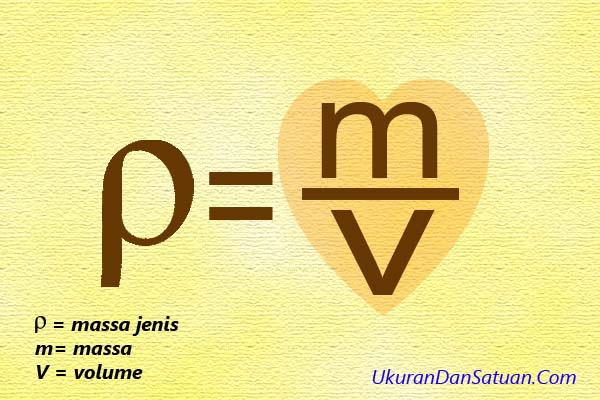 ρ = m
v
ρ = massa jenis
m= massa
V = volume
UkuranDanSatuan.Com